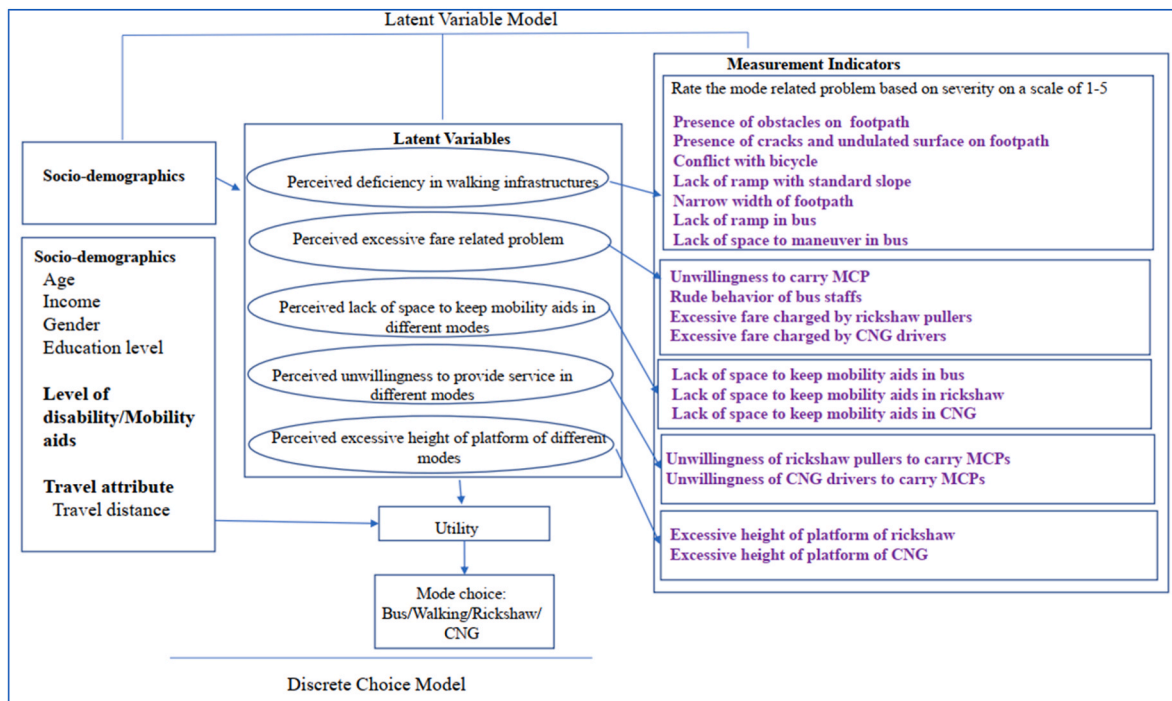 Latent Variable Model
Socio-demographics
Socio-demographics
Age
Income
Gender
Education level
Level of
disability/Mobility
aids
Travel attribute
Travel distance
Latent Variables
Perceived deficiency in walking infrastructures
Perceived excessive fare related problem
Perceived lack of space to keep mobility aids in
different modes
Perceived unwillingness to provide service in
different modes
Perceived excessive height of platform of different
modes
Utility
Mode choice:
Bus/Walking/Rickshaw/
CNG
Discrete Choice Model
Measurement Indicators
Rate the mode related problem based on severity on a scale of 1-5
Presence of obstacles on footpath
Presence of cracks and undulated surface on footpath
Conflict with bicycle
Lack of ramp with standard slope
Narrow width of footpath
Lack of ramp in bus
Lack of space to maneuver in bus
Unwillingness to carry MCP
Rude behavior of bus staffs
Excessive fare charged by rickshaw pullers
Excessive fare charged by CNG drivers
Lack of space to keep mobility aids in bus
Lack of space to keep mobility aids in rickshaw
Lack of space to keep mobility aids in CNG
Unwillingness of rickshaw pullers to carry MCPs
Unwillingness of CNG drivers to carry MCPs
Excessive height of platform of rickshaw
Excessive height of platform of CNG